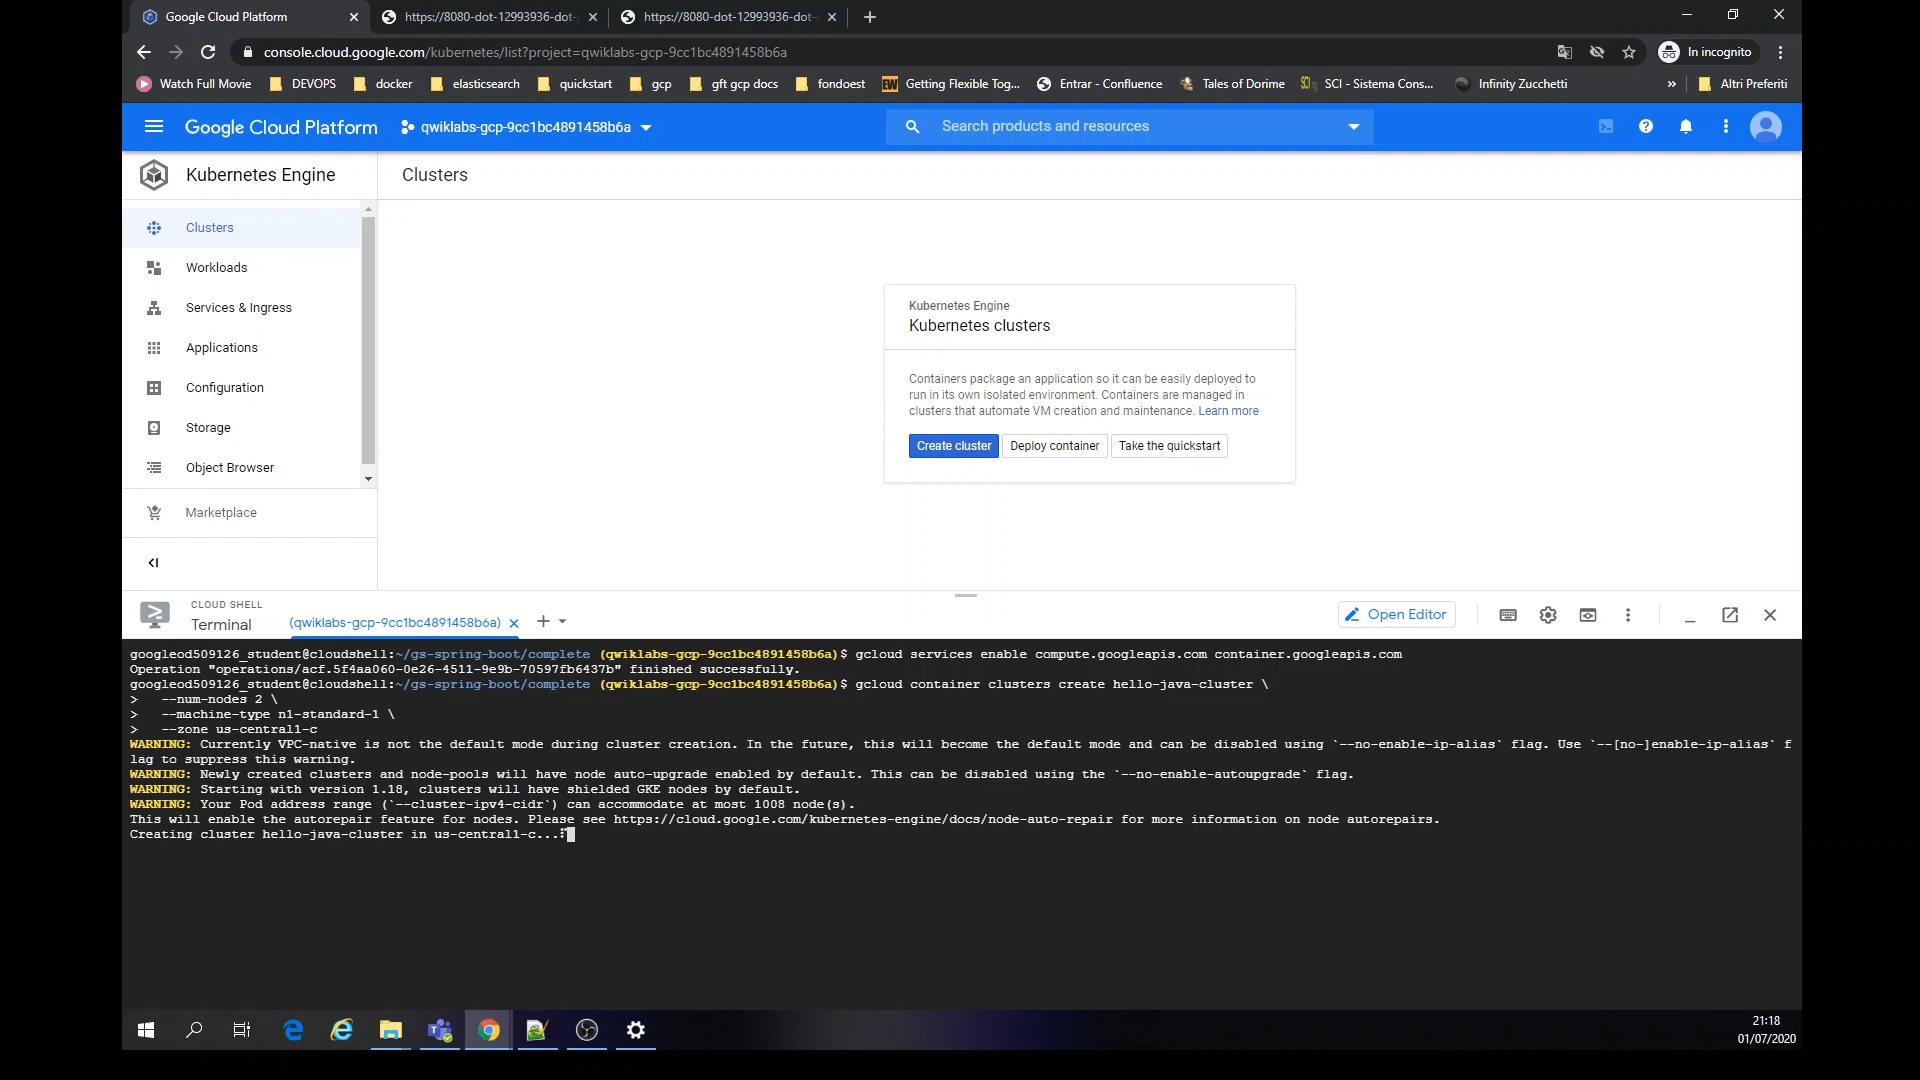 Google Cloud Platform
https://8080-dot-12993936-dot-
https://8080-dot-12993936-dot-
console.cloud.google.com/kubernetes/list?project=qwiklabs-gcp-9cc1bc4891458b6a
In incognito
Watch Full Movie
DEVOPS
docker
elasticsearch
quickstart
gcp
gft gcp docs
fondoest
EW
Getting Flexible Tog...
Entrar - Confluence
Tales of Dorime
SCI - Sistema Cons...
Infinity Zucchetti
»
Altri Preferiti
Google Cloud Platform
qwiklabs-gcp-9cc1bc4891458b6a
Search products and resources
Kubernetes Engine
Clusters
Clusters
Workloads
Services & Ingress
Applications
Configuration
Storage
Object Browser
Marketplace
Kubernetes Engine
Kubernetes clusters
Containers package an application so it can be easily deployed to
run in its own isolated environment. Containers are managed in
clusters that automate VM creation and maintenance. Learn more
Create cluster
Deploy container
Take the quickstart
CLOUD SHELL
Terminal
(qwiklabs-gcp-9cc1bc4891458b6a)
Open Editor
googleod509126_student@cloudshell:~/gs-spring-boot/complete (qwiklabs-gcp-9cc1bc4891458b6a)$ gcloud services enable compute.googleapis.com container.googleapis.com
Operation "operations/acf.5f4aa060-0e26-4511-9e9b-70597fb6437b" finished successfully.
googleod509126_student@cloudshell:~/gs-spring-boot/complete (qwiklabs-gcp-9cc1bc4891458b6a)$ gcloud container clusters create hello-java-cluster \
>   --num-nodes 2 \
>   --machine-type n1-standard-1 \
>   --zone us-central1-c
WARNING: Currently VPC-native is not the default mode during cluster creation. In the future, this will become the default mode and can be disabled using `--no-enable-ip-alias` flag. Use `--[no-]enable-ip-alias` f
lag to suppress this warning.
WARNING: Newly created clusters and node-pools will have node auto-upgrade enabled by default. This can be disabled using the `--no-enable-autoupgrade` flag.
WARNING: Starting with version 1.18, clusters will have shielded GKE nodes by default.
WARNING: Your Pod address range (`--cluster-ipv4-cidr`) can accommodate at most 1008 node(s).
This will enable the autorepair feature for nodes. Please see https://cloud.google.com/kubernetes-engine/docs/node-auto-repair for more information on node autorepairs.
Creating cluster hello-java-cluster in us-central1-c...
21:18
01/07/2020